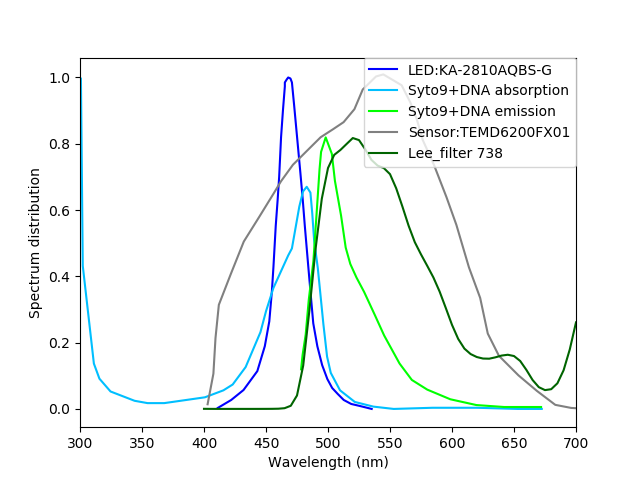 LED:KA-2810AQBS-G
Syto9+DNA absorption
Syto9+DNA emission
Sensor:TEMD6200FX01
Lee_filter 738
Spectrum distribution
1.0
0.8
0.6
0.4
0.2
0.0
300 350 400 450 500 550 600 650 700
Wavelength (nm)